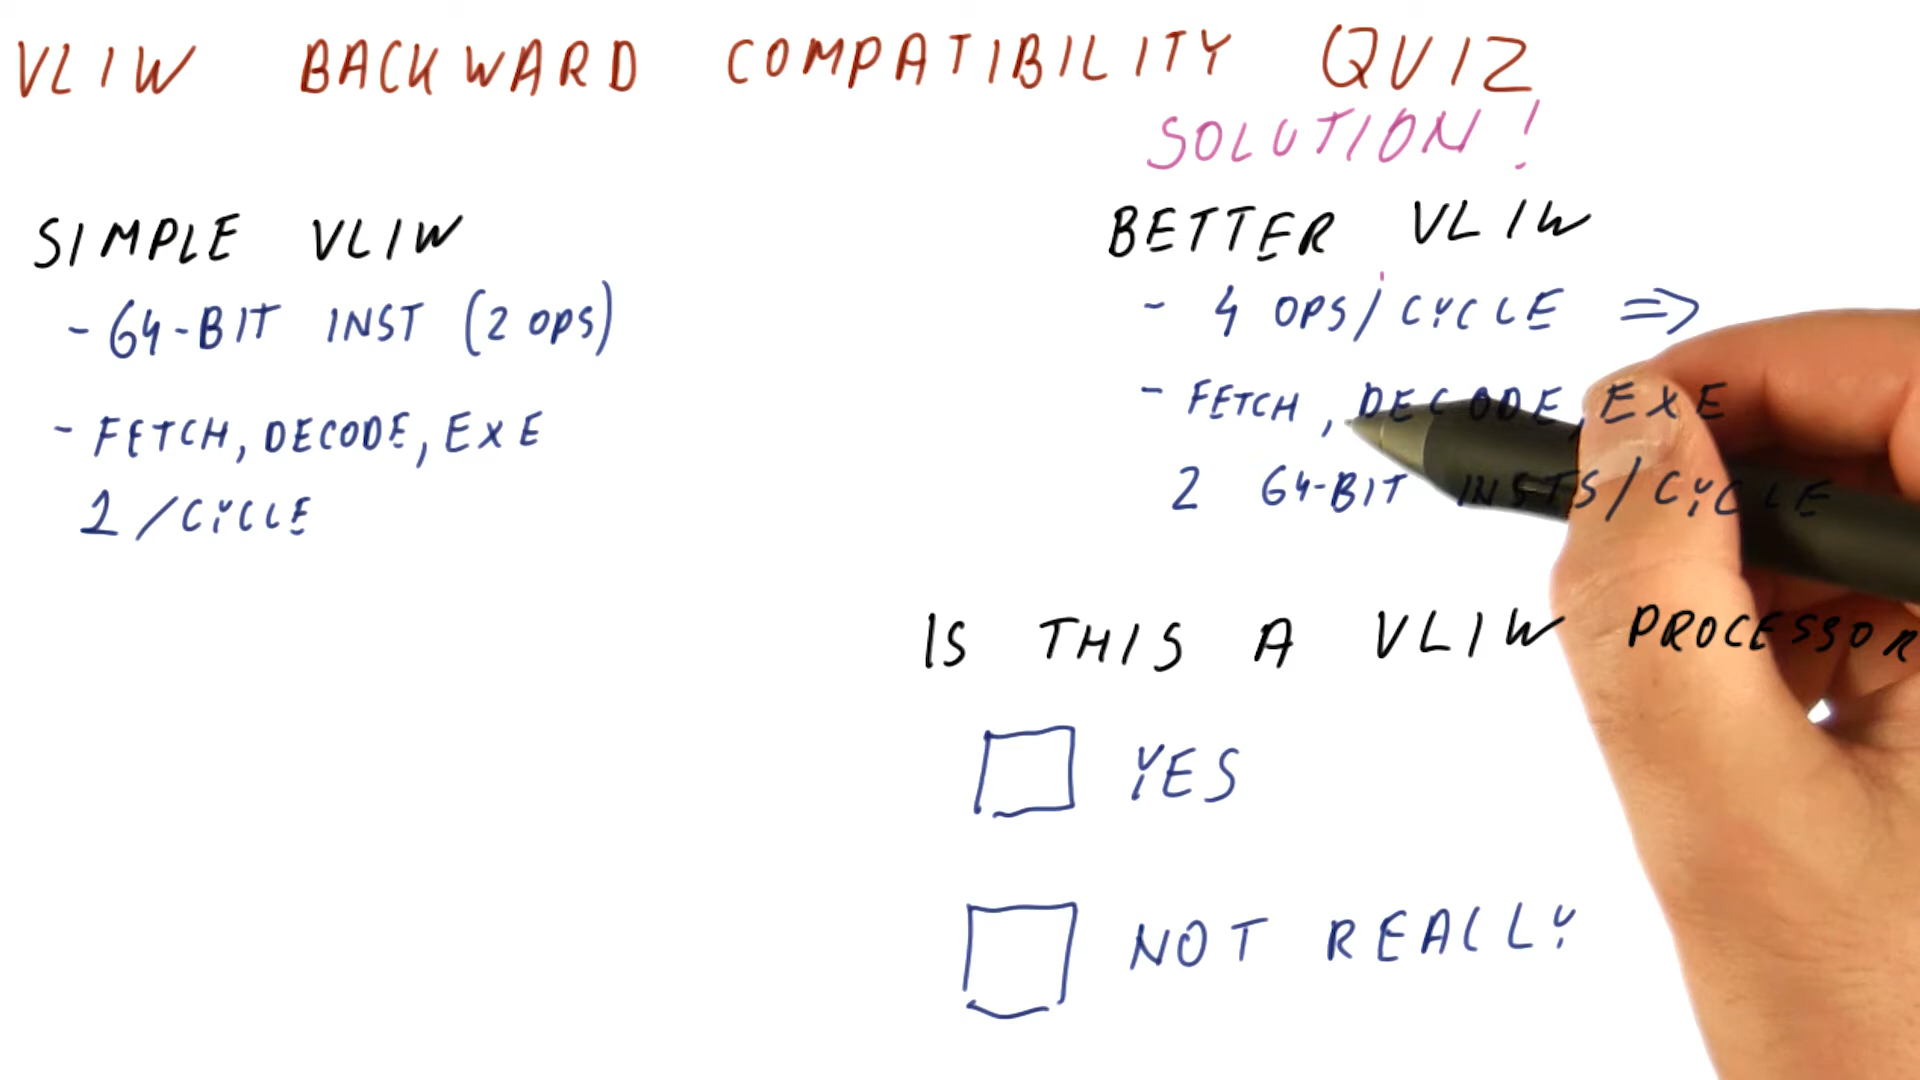 VLIW BACKWARD COMPATIBILITY QUIZ
SOLUTION!
SIMPLE VLIW
- 64-BIT INST (2 OPS)
- FETCH, DECODE, EXE
1/CYCLE
BETTER VLIW
- 4 OPS/CYCLE =>
- FETCH, DECODE, EXE
2 64-BIT INSTS/CYCLE
IS THIS A VLIW PROCESSOR
YES
NOT REALLY